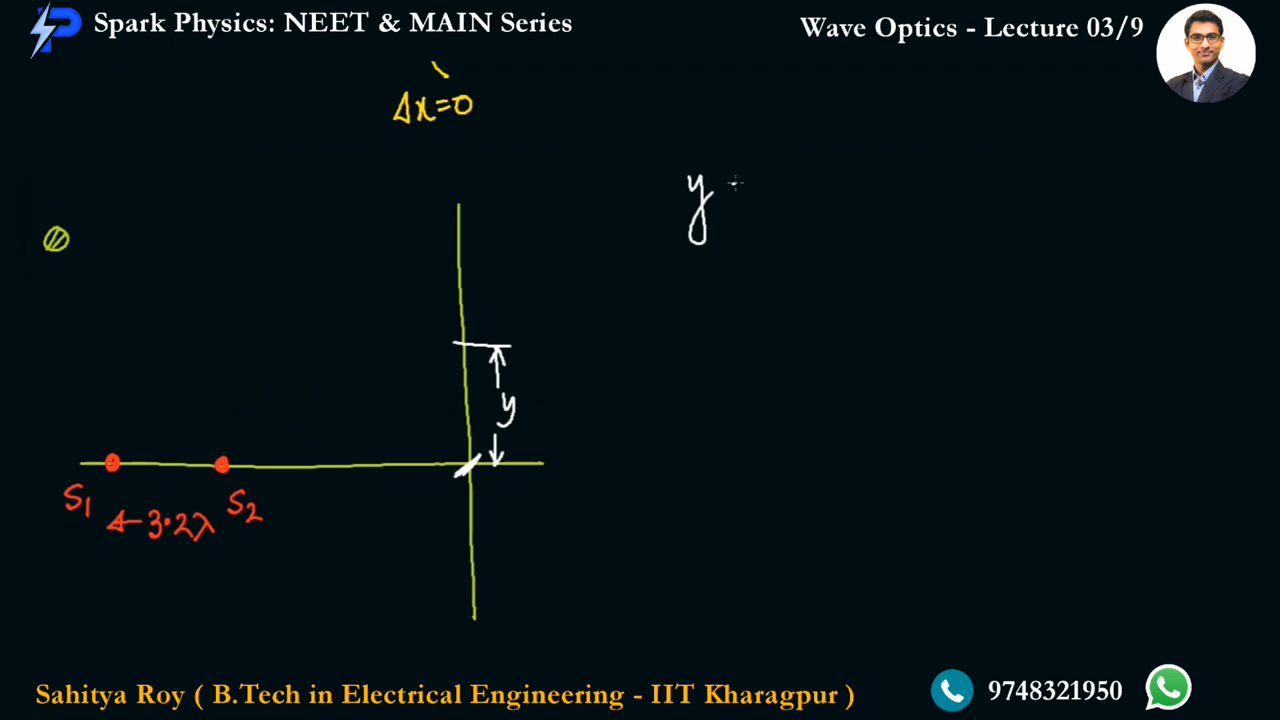 Spark Physics: NEET & MAIN Series
Wave Optics - Lecture 03/9
Δx=0
y
y
S1
S2
3.2λ
Sahitya Roy ( B.Tech in Electrical Engineering - IIT Kharagpur )
9748321950